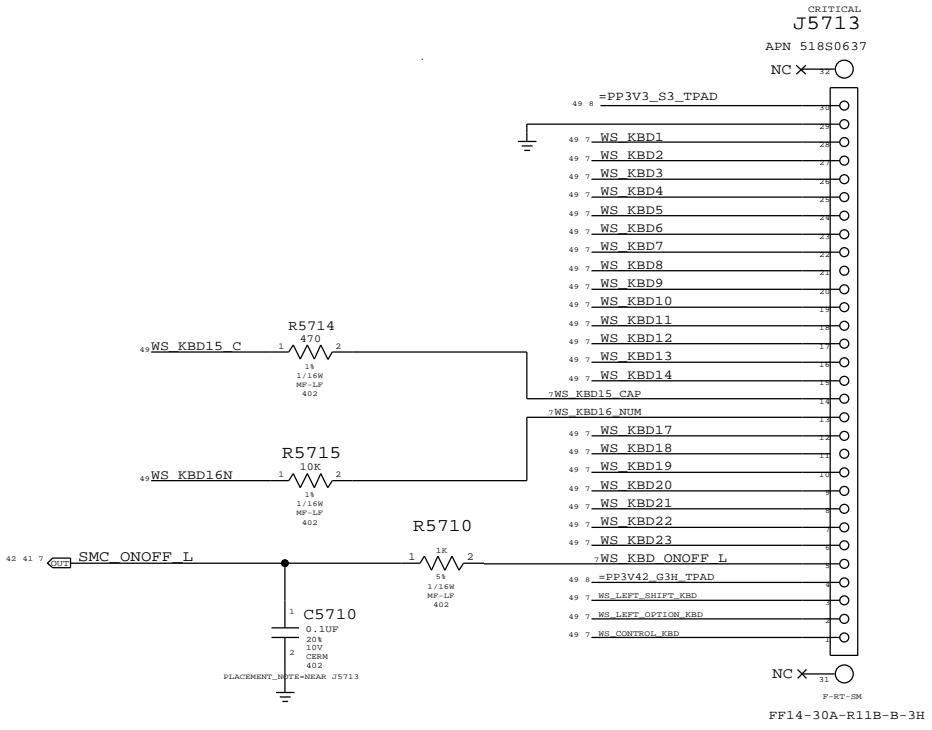 CRITICAL
J5713
APN 518S0637
NC 32
49 8 =PP3V3_S3_TPAD 30
29
49 7 WS_KBD1 28
49 7 WS_KBD2 27
49 7 WS_KBD3 26
49 7 WS_KBD4 25
49 7 WS_KBD5 24
49 7 WS_KBD6 23
49 7 WS_KBD7 22
49 7 WS_KBD8 21
49 7 WS_KBD9 20
49 7 WS_KBD10 19
49 7 WS_KBD11 18
49 7 WS_KBD12 17
49 7 WS_KBD13 16
49 7 WS_KBD14 15
7 WS_KBD15_CAP 14
7 WS_KBD16_NUM 13
49 7 WS_KBD17 12
49 7 WS_KBD18 11
49 7 WS_KBD19 10
49 7 WS_KBD20 9
49 7 WS_KBD21 8
49 7 WS_KBD22 7
49 7 WS_KBD23 6
7 WS_KBD_ONOFF_L 5
49 8 =PP3V42_G3H_TPAD 4
49 7 WS_LEFT_SHIFT_KBD 3
49 7 WS_LEFT_OPTION_KBD 2
49 7 WS_CONTROL_KBD 1
NC 31
F-RT-SM
FF14-30A-R11B-B-3H
R5714
470
49 WS_KBD15_C 1 2
1%
1/16W
MF-LF
402
R5715
10K
49 WS_KBD16N 1 2
1%
1/16W
MF-LF
402
R5710
1K
42 41 7 OUT SMC_ONOFF_L 1 2
5%
1/16W
MF-LF
402
1 C5710
0.1UF
20%
2 10V
CERM
402
PLACEMENT_NOTE=NEAR J5713